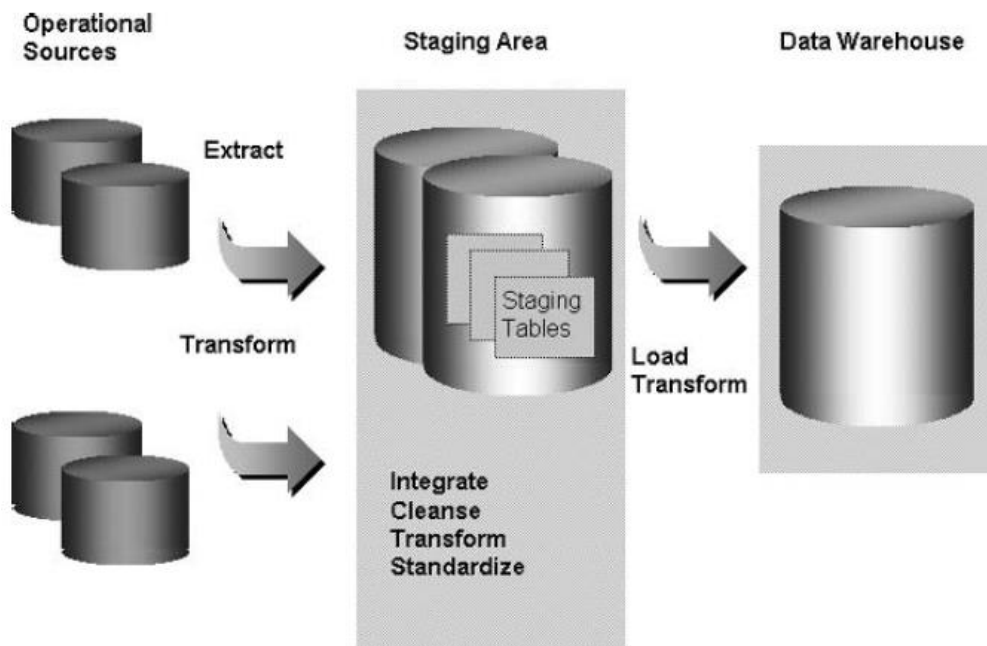 Operational
Sources
Staging Area
Data Warehouse
Extract
Transform
Staging
Tables
Load
Transform
Integrate
Cleanse
Transform
Standardize